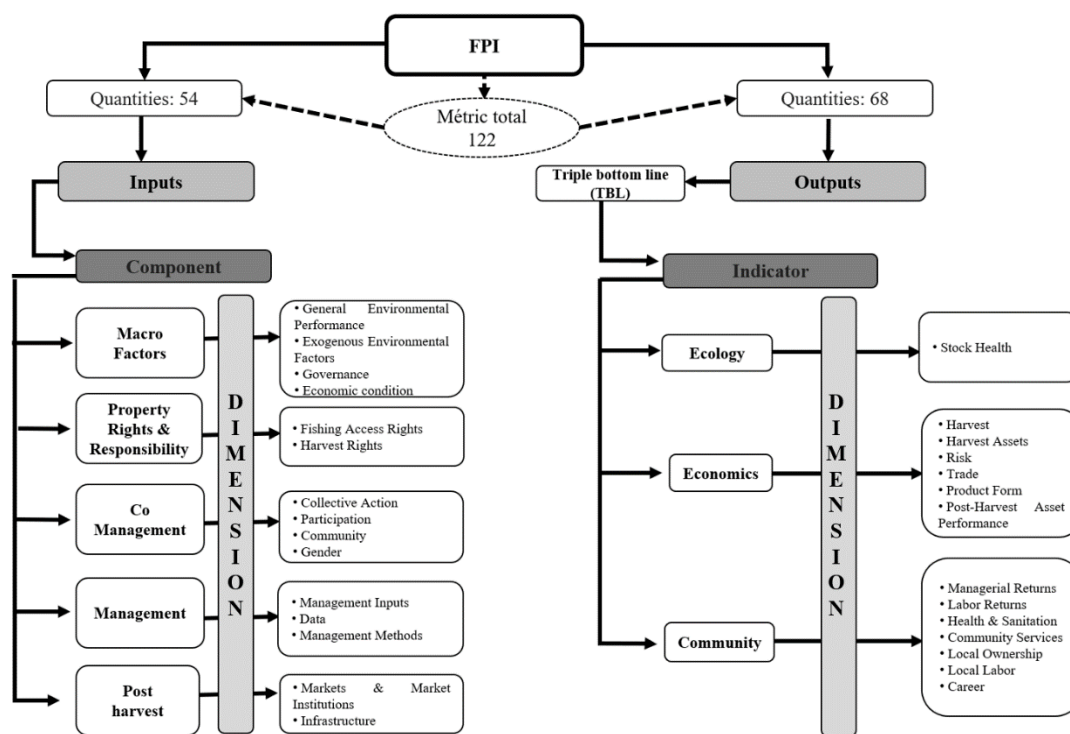 FPI
Quantities: 54
Métric total
122
Quantities: 68
Inputs
Triple bottom line
(TBL)
Outputs
Component
Indicator
Macro
Factors
• General Environmental
Performance
• Exogenous Environmental
Factors
• Governance
• Economic condition
Property
Rights &
Responsibility
• Fishing Access Rights
• Harvest Rights
Co
Management
• Collective Action
• Participation
• Community
• Gender
Management
• Management Inputs
• Data
• Management Methods
Post
harvest
• Markets & Market
Institutions
• Infrastructure
DIMENSION
Ecology
• Stock Health
Economics
• Harvest
• Harvest Assets
• Risk
• Trade
• Product Form
• Post-Harvest Asset
Performance
Community
• Managerial Returns
• Labor Returns
• Health & Sanitation
• Community Services
• Local Ownership
• Local Labor
• Career
DIMENSION